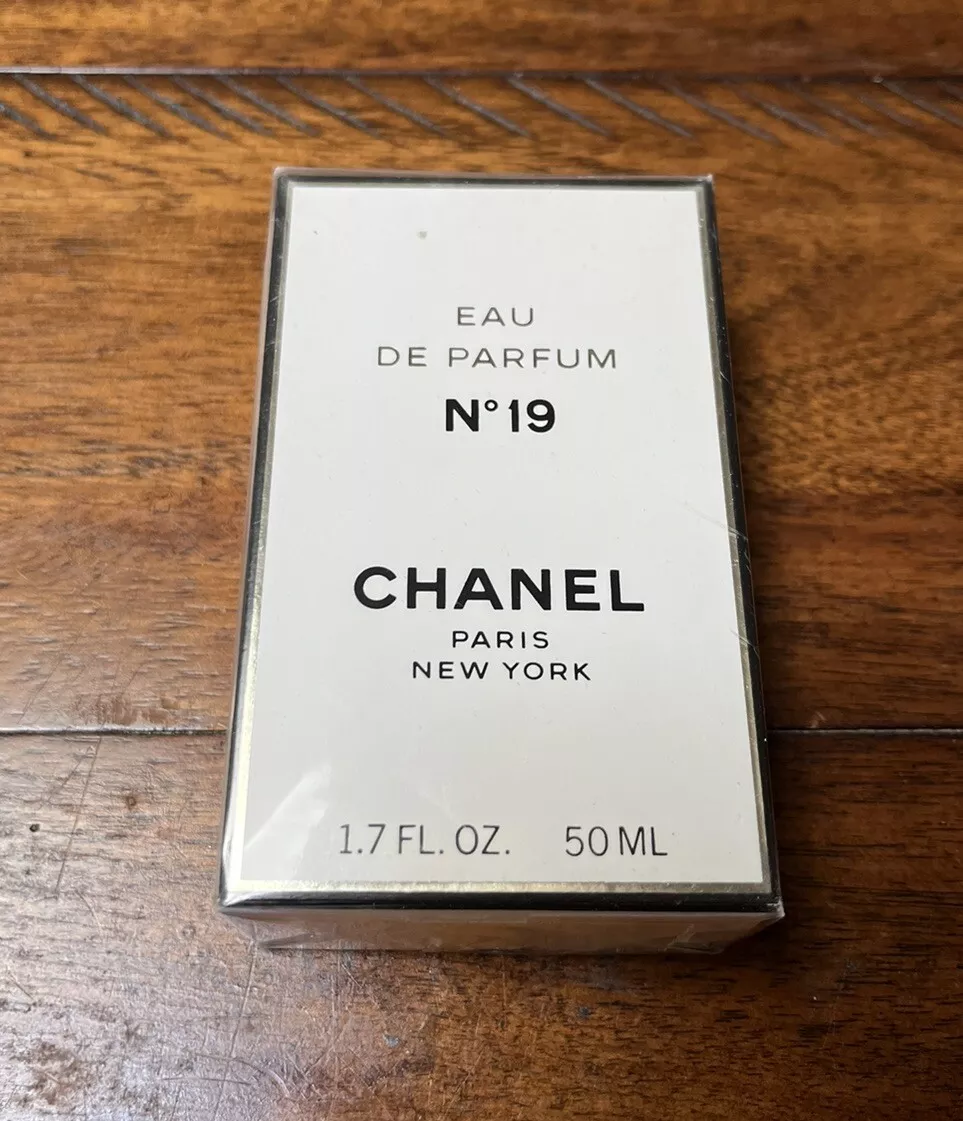 EAU
DE PARFUM
N°19
CHANEL
PARIS
NEW YORK
1.7 FL. OZ. 50 ML